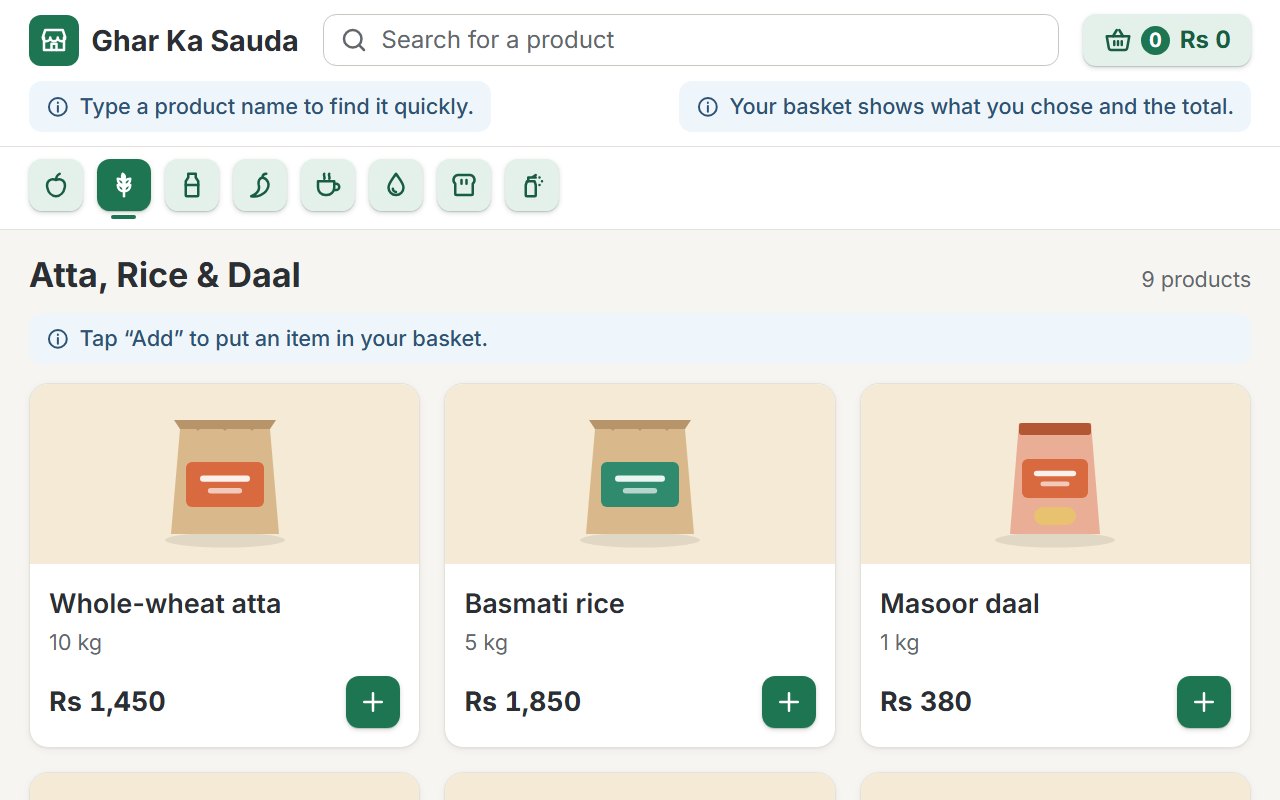 Ghar Ka Sauda
Search for a product
0 Rs 0
Type a product name to find it quickly.
Your basket shows what you chose and the total.
Atta, Rice & Daal
9 products
Tap “Add” to put an item in your basket.
Whole-wheat atta
10 kg
Rs 1,450
Basmati rice
5 kg
Rs 1,850
Masoor daal
1 kg
Rs 380